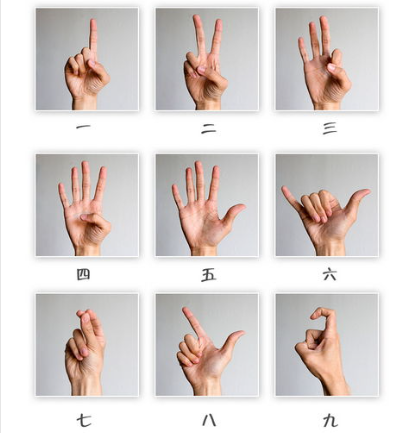 一 二 三
四 五 六
七 八 九